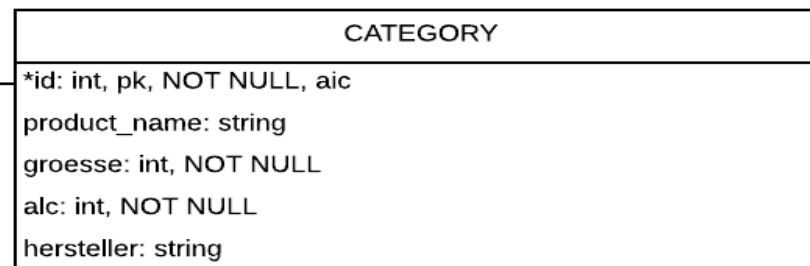 CATEGORY
*id: int, pk, NOT NULL, aic
product_name: string
groesse: int, NOT NULL
alc: int, NOT NULL
hersteller: string